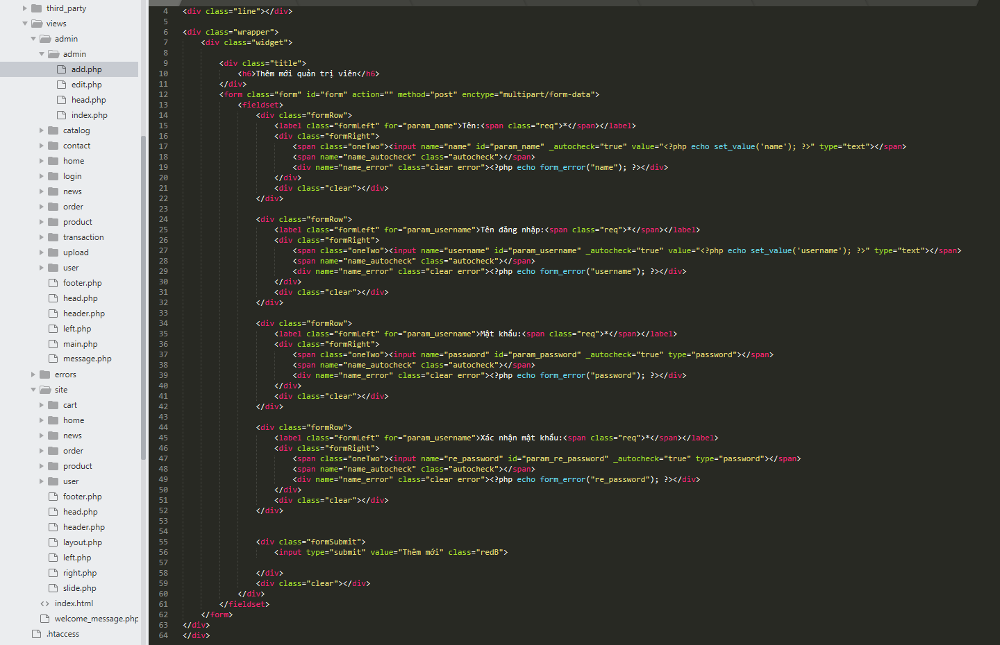 third_party
views
admin
admin
add.php
edit.php
head.php
index.php
catalog
contact
home
login
news
order
product
transaction
upload
user
footer.php
head.php
header.php
left.php
main.php
message.php
errors
site
cart
home
news
order
product
user
footer.php
head.php
header.php
layout.php
left.php
right.php
slide.php
index.html
welcome_message.php
.htaccess
4 <div class="line"></div>
5
6 <div class="wrapper">
7 <div class="widget">
8
9 <div class="title">
10 <h6>Thêm mới quản trị viên</h6>
11 </div>
12 <form class="form" id="form" action="" method="post" enctype="multipart/form-data">
13 <fieldset>
14 <div class="formRow">
15 <label class="formLeft" for="param_name">Tên:<span class="req">*</span></label>
16 <div class="formRight">
17 <span class="oneTwo"><input name="name" id="param_name" _autocheck="true" value="<?php echo set_value('name'); ?>" type="text"></span>
18 <span name="name_autocheck" class="autocheck"></span>
19 <div name="name_error" class="clear error"><?php echo form_error("name"); ?></div>
20 </div>
21 <div class="clear"></div>
22 </div>
23
24 <div class="formRow">
25 <label class="formLeft" for="param_username">Tên đăng nhập:<span class="req">*</span></label>
26 <div class="formRight">
27 <span class="oneTwo"><input name="username" id="param_username" _autocheck="true" value="<?php echo set_value('username'); ?>" type="text"></span>
28 <span name="name_autocheck" class="autocheck"></span>
29 <div name="name_error" class="clear error"><?php echo form_error("username"); ?></div>
30 </div>
31 <div class="clear"></div>
32 </div>
33
34 <div class="formRow">
35 <label class="formLeft" for="param_username">Mật khẩu:<span class="req">*</span></label>
36 <div class="formRight">
37 <span class="oneTwo"><input name="password" id="param_password" _autocheck="true" type="password"></span>
38 <span name="name_autocheck" class="autocheck"></span>
39 <div name="name_error" class="clear error"><?php echo form_error("password"); ?></div>
40 </div>
41 <div class="clear"></div>
42 </div>
43
44 <div class="formRow">
45 <label class="formLeft" for="param_username">Xác nhận mật khẩu:<span class="req">*</span></label>
46 <div class="formRight">
47 <span class="oneTwo"><input name="re_password" id="param_re_password" _autocheck="true" type="password"></span>
48 <span name="name_autocheck" class="autocheck"></span>
49 <div name="name_error" class="clear error"><?php echo form_error("re_password"); ?></div>
50 </div>
51 <div class="clear"></div>
52 </div>
53
54
55 <div class="formSubmit">
56 <input type="submit" value="Thêm mới" class="redB">
57
58 </div>
59 <div class="clear"></div>
60 </div>
61 </fieldset>
62 </form>
63 </div>
64 </div>